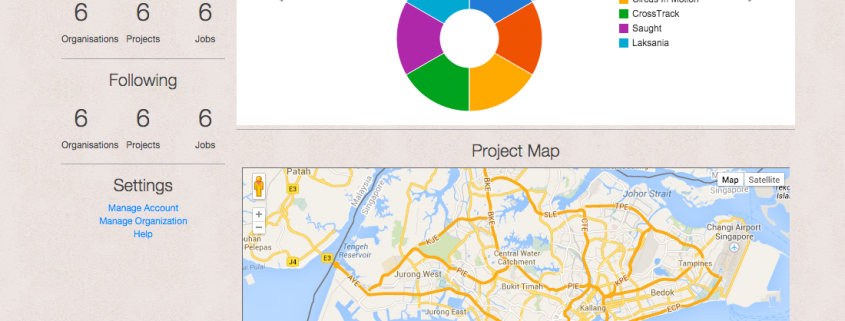 6 6 6
Organisations Projects Jobs
Following
6 6 6
Organisations Projects Jobs
Settings
Manage Account
Manage Organization
Help
CrossTrack
Saught
Laksania
Project Map
Map Satellite
Patah
E3
Malaysia
Singapore
BKE
Johor Strait
Singapore
SLE
TPE
CTE
Changi Airport
Singapore
KJE
BKE
Tengeh
Reservoir
Central Water
Catchment
Tampines
J4
E3
Jurong West
PIE
KPE
AYE
Bukit Timah
PIE
Bedok
Kallang
ECP
Jurong East
+
−